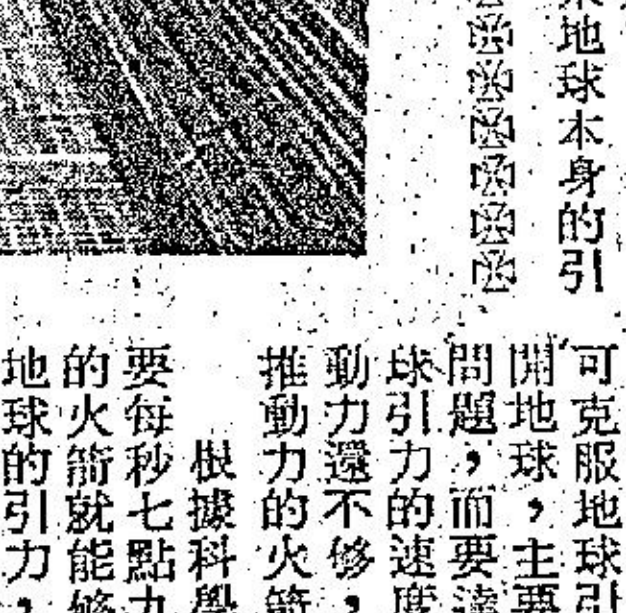 地球本身的引
可克服地球引
開地球，主要
問題，而要達
球引力的速度
動力還不够，
推動力的火箭
根據科學
要每秒七點九
的火箭就能够
地球的引力，